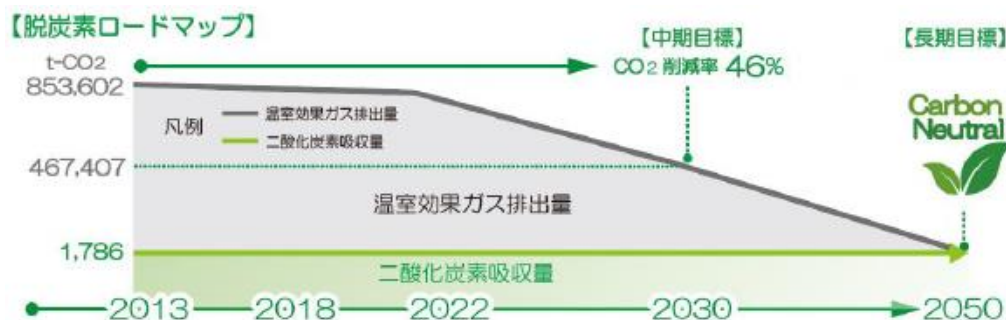 【脱炭素ロードマップ】
t-CO2
【中期目標】
CO2 削減率 46%
【長期目標】
853,602
凡例
温室効果ガス排出量
二酸化炭素吸収量
Carbon
Neutral
467,407
温室効果ガス排出量
1,786
二酸化炭素吸収量
2013 2018 2022 2030 2050